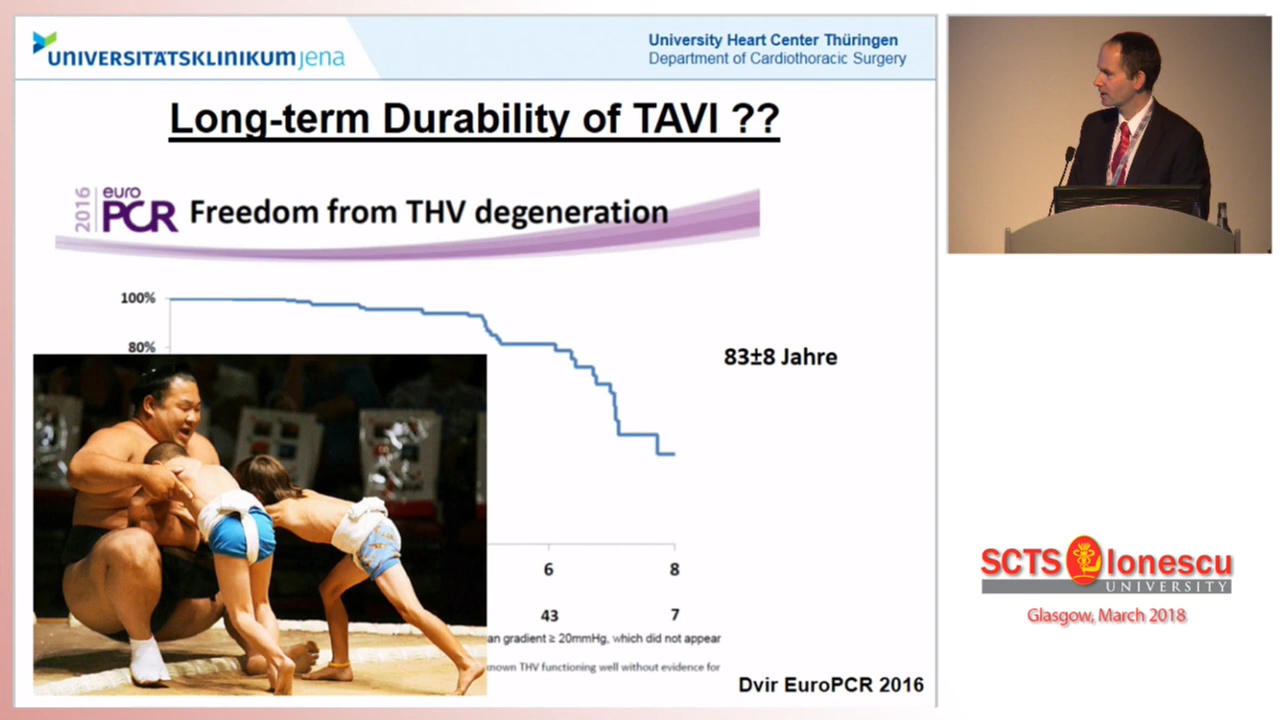 UNIVERSITÄTSKLINIKUM jena
University Heart Center Thüringen
Department of Cardiothoracic Surgery
Long-term Durability of TAVI ??
2016 euro PCR
Freedom from THV degeneration
100%
80%
83±8 Jahre
6 8
43 7
an gradient ≥ 20mmHg, which did not appear
nown THV functioning well without evidence for
Dvir EuroPCR 2016
SCTS Ionescu
UNIVERSITY
Glasgow, March 2018